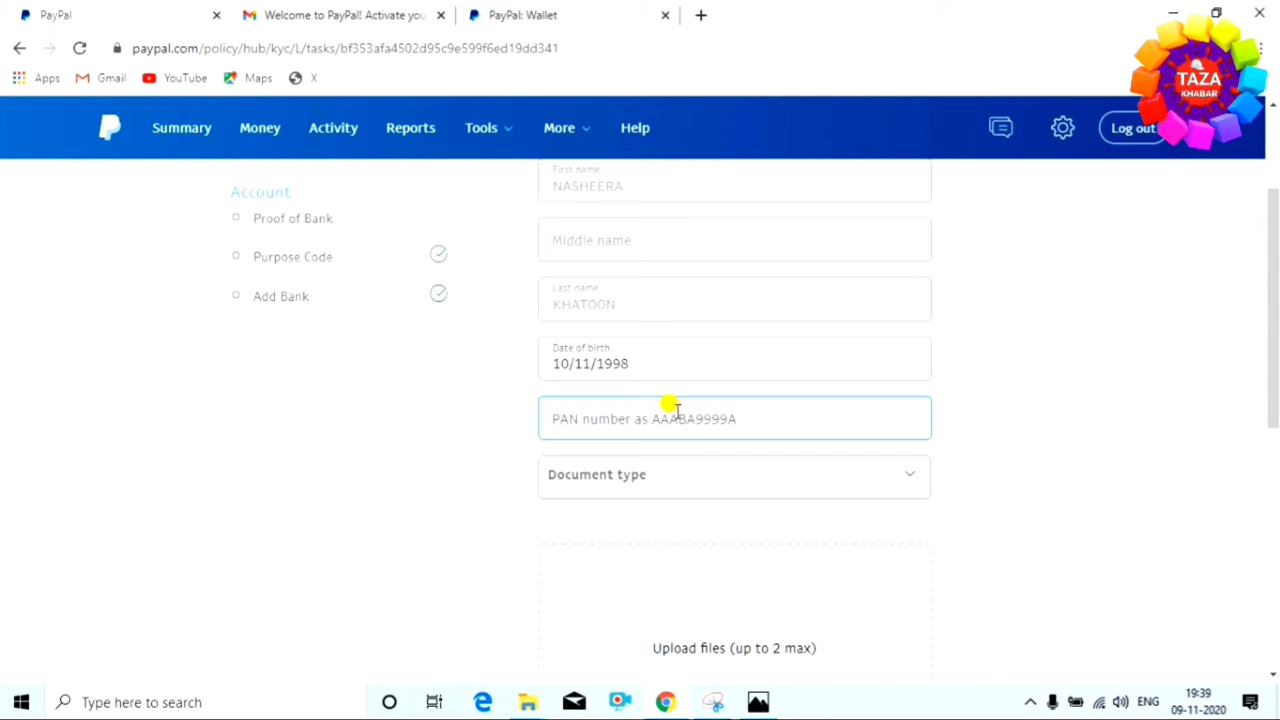 PayPal
Welcome to PayPal! Activate you
PayPal: Wallet
paypal.com/policy/hub/kyc/L/tasks/bf353afa4502d95c9e599f6ed19dd341
Apps
Gmail
YouTube
Maps
X
TAZA
KHABAR
Summary
Money
Activity
Reports
Tools
More
Help
Log out
Account
Proof of Bank
Purpose Code
Add Bank
First name
NASHEERA
Middle name
Last name
KHATOON
Date of birth
10/11/1998
PAN number as AAABA9999A
Document type
Upload files (up to 2 max)
Type here to search
ENG
19:39
09-11-2020